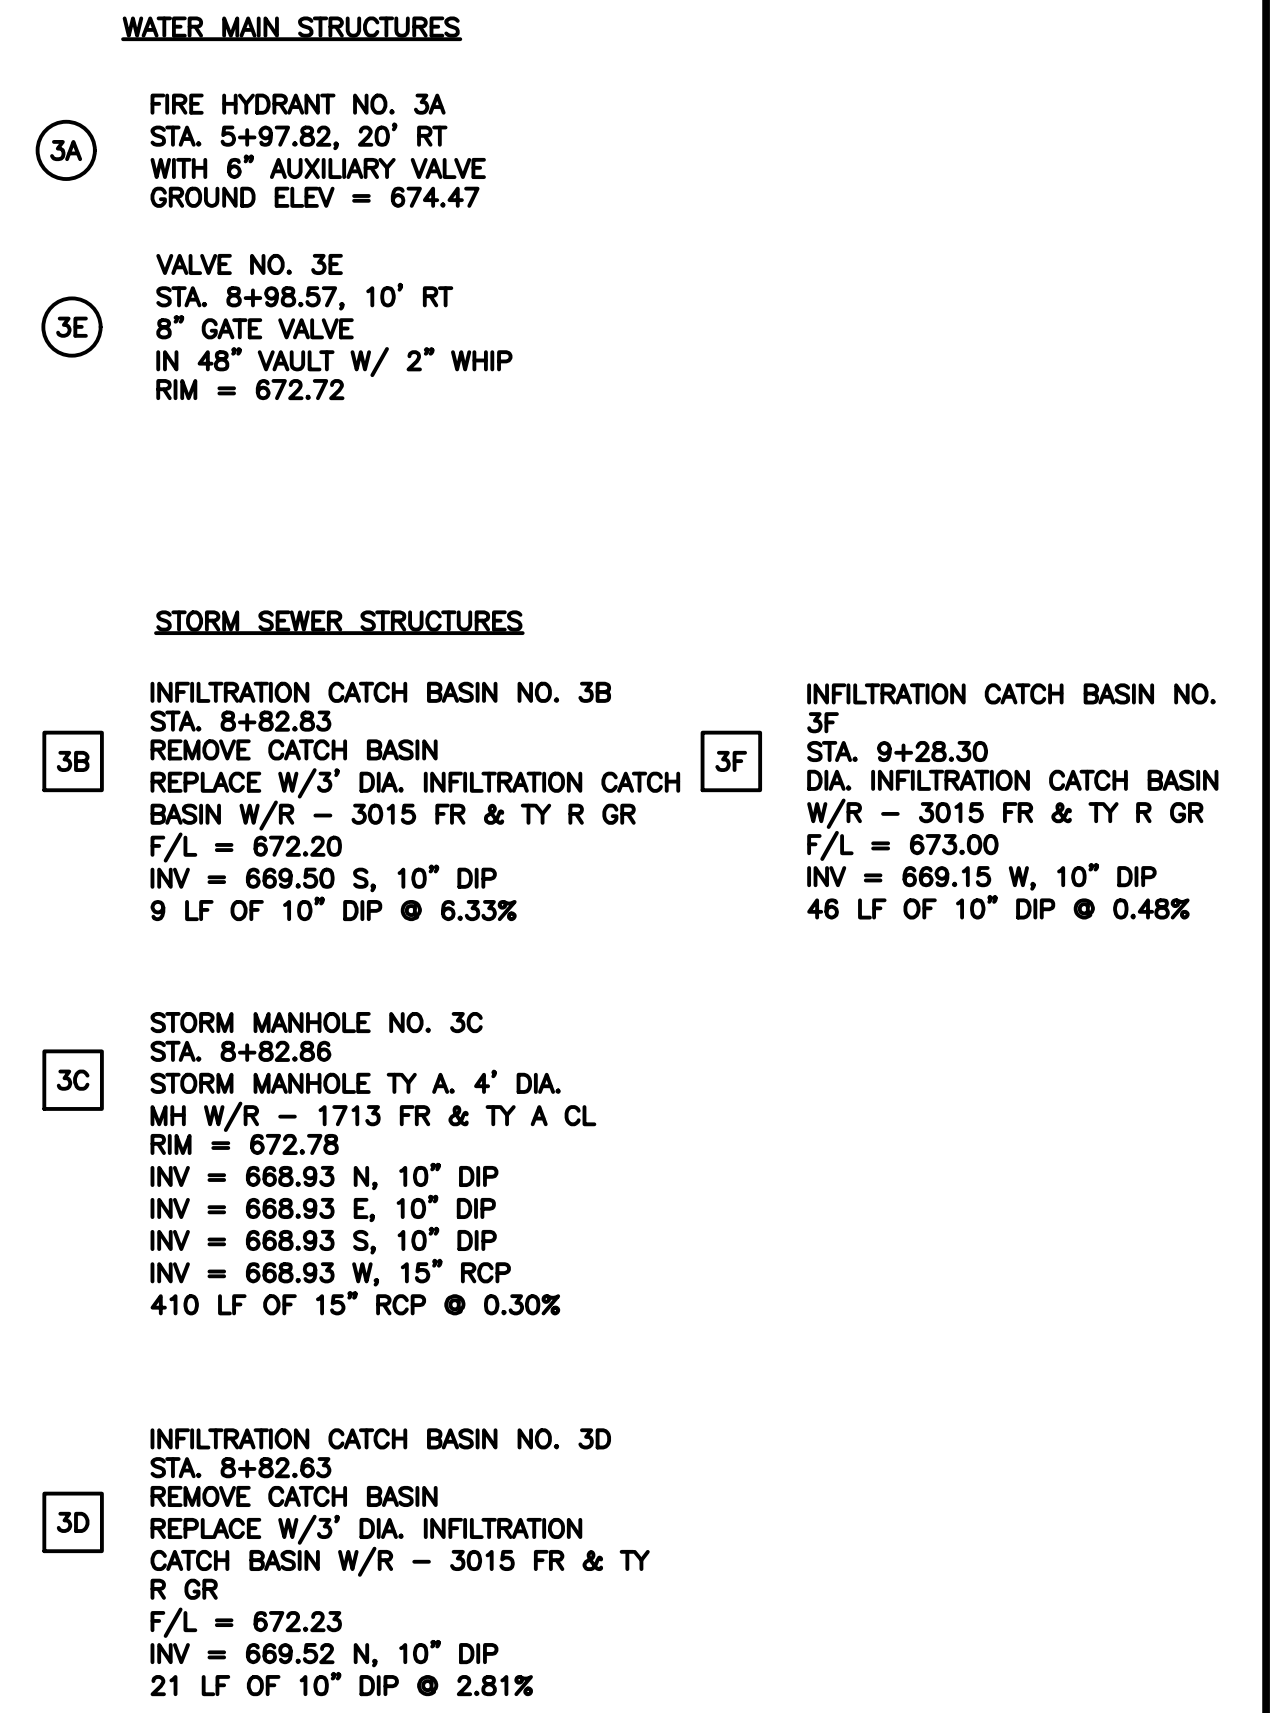 WATER MAIN STRUCTURES
3A
FIRE HYDRANT NO. 3A
STA. 5+97.82, 20' RT
WITH 6" AUXILIARY VALVE
GROUND ELEV = 674.47
3E
VALVE NO. 3E
STA. 8+98.57, 10' RT
8" GATE VALVE
IN 48" VAULT W/ 2" WHIP
RIM = 672.72
STORM SEWER STRUCTURES
3B
INFILTRATION CATCH BASIN NO. 3B
STA. 8+82.83
REMOVE CATCH BASIN
REPLACE W/3' DIA. INFILTRATION CATCH
BASIN W/R - 3015 FR & TY R GR
F/L = 672.20
INV = 669.50 S, 10" DIP
9 LF OF 10" DIP @ 6.33%
3C
STORM MANHOLE NO. 3C
STA. 8+82.86
STORM MANHOLE TY A. 4' DIA.
MH W/R - 1713 FR & TY A CL
RIM = 672.78
INV = 668.93 N, 10" DIP
INV = 668.93 E, 10" DIP
INV = 668.93 S, 10" DIP
INV = 668.93 W, 15" RCP
410 LF OF 15" RCP @ 0.30%
3D
INFILTRATION CATCH BASIN NO. 3D
STA. 8+82.63
REMOVE CATCH BASIN
REPLACE W/3' DIA. INFILTRATION
CATCH BASIN W/R - 3015 FR & TY
R GR
F/L = 672.23
INV = 669.52 N, 10" DIP
21 LF OF 10" DIP @ 2.81%
3F
INFILTRATION CATCH BASIN NO.
3F
STA. 9+28.30
DIA. INFILTRATION CATCH BASIN
W/R - 3015 FR & TY R GR
F/L = 673.00
INV = 669.15 W, 10" DIP
46 LF OF 10" DIP @ 0.48%